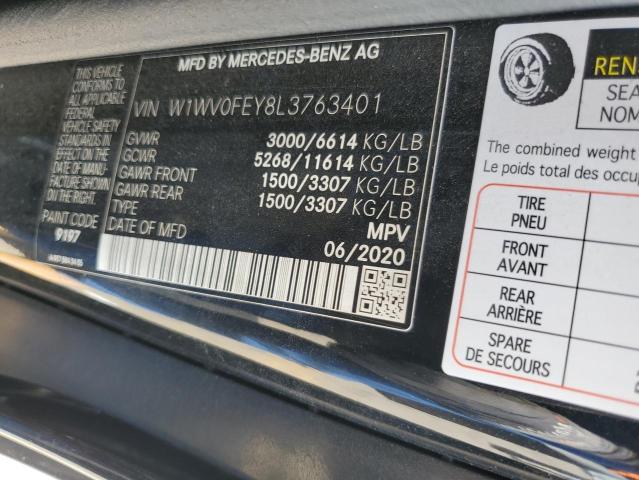 MFD BY MERCEDES-BENZ AG
THIS VEHICLE
CONFORMS TO ALL
APPLICABLE
FEDERAL
VEHICLE SAFETY
STANDARDS IN
EFFECT ON THE
DATE OF MANU-
FACTURE SHOWN
ABOVE
PAINT CODE
9197
VIN W1WV0FEY8L3763401
GVWR 3000/6614 KG/LB
GCWR 5268/11614 KG/LB
GAWR FRONT 1500/3307 KG/LB
GAWR REAR 1500/3307 KG/LB
TYPE MPV
DATE OF MFD 06/2020
REN
SEA
NOM
The combined weight
Le poids total des occup
TIRE
PNEU
FRONT
AVANT
REAR
ARRIÈRE
SPARE
DE SECOURS